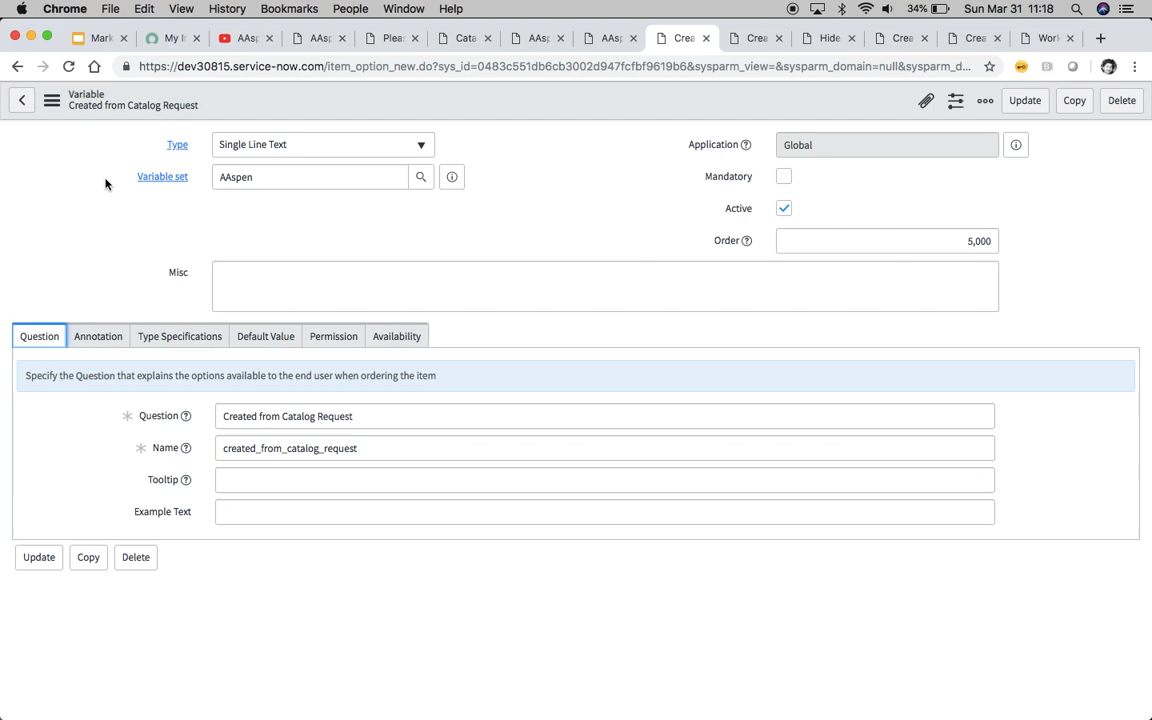 Chrome File Edit View History Bookmarks People Window Help 34% Sun Mar 31 11:18
Mark My In AAsp AAsp Pleas Cata AAsp AAsp Crea Crea Hide Crea Crea Work
https://dev30815.service-now.com/item_option_new.do?sys_id=0483c551db6cb3002d947fcfbf9619b6&sysparm_view=&sysparm_domain=null&sysparm_d...
Variable
Created from Catalog Request
Update Copy Delete
Type Single Line Text Application Global
Variable set AAspen Mandatory
Active
Order 5,000
Misc
Question Annotation Type Specifications Default Value Permission Availability
Specify the Question that explains the options available to the end user when ordering the item
Question Created from Catalog Request
Name created_from_catalog_request
Tooltip
Example Text
Update Copy Delete